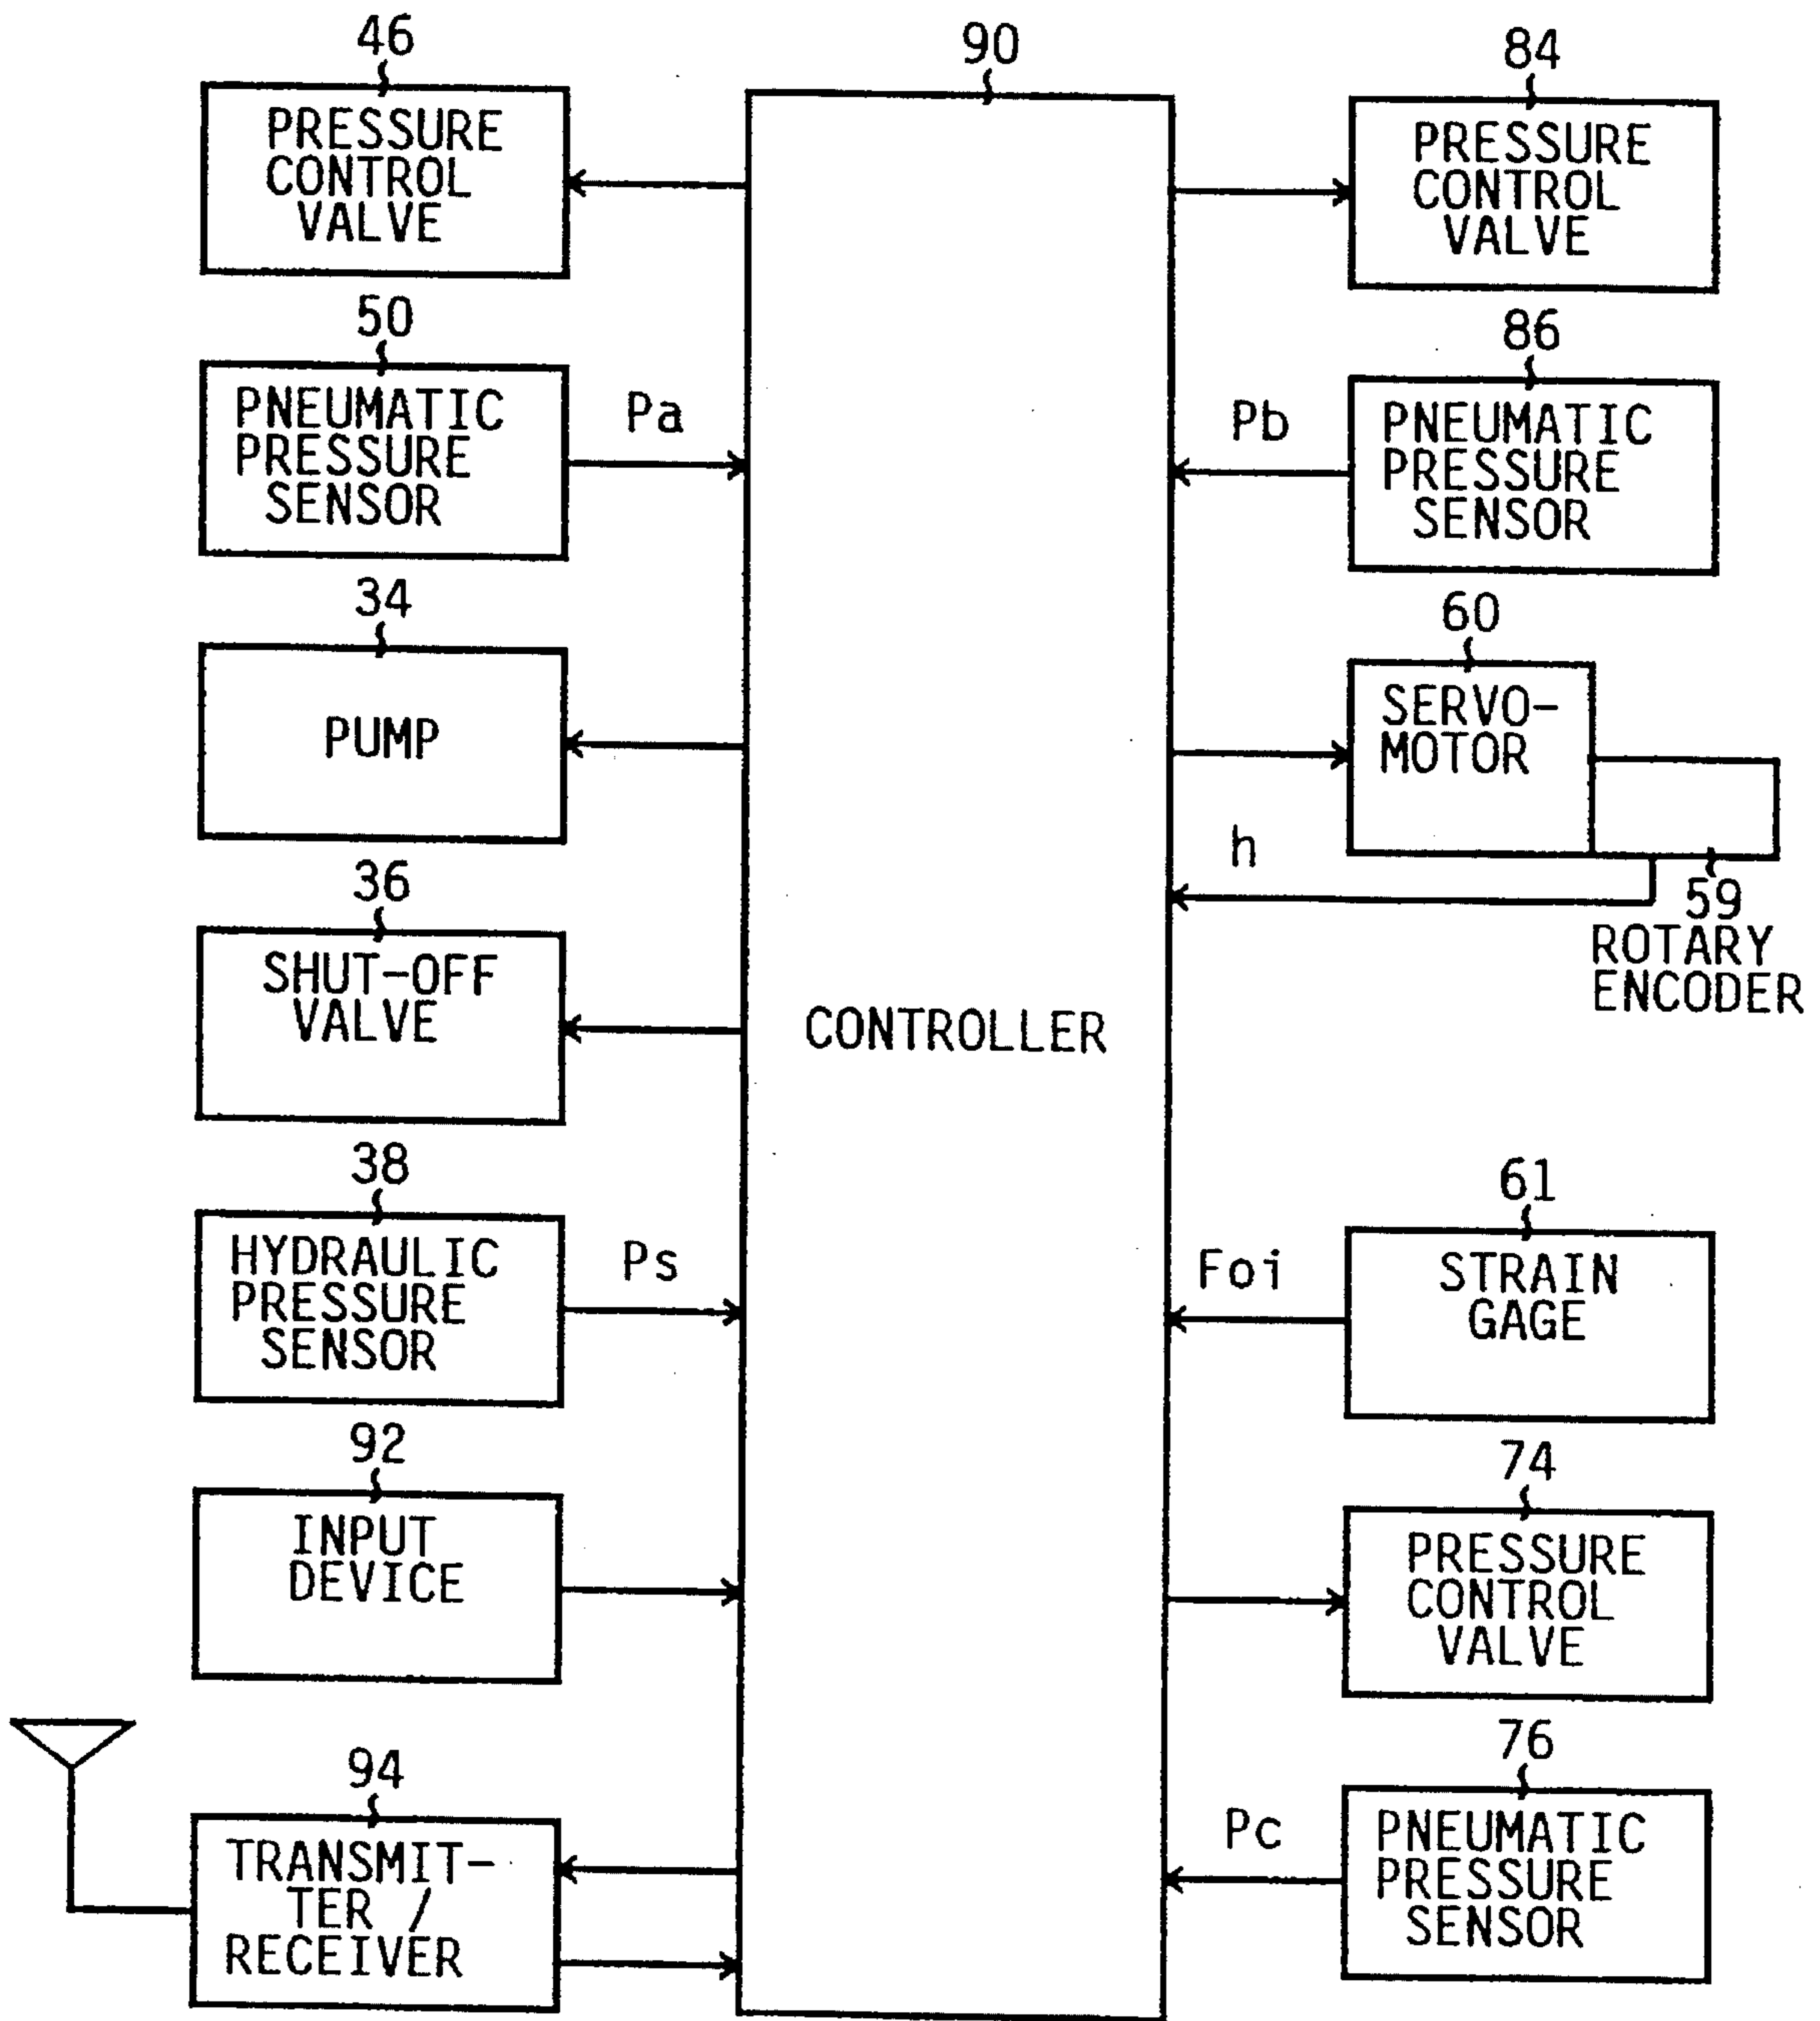 46
PRESSURE
CONTROL
VALVE
50
PNEUMATIC
PRESSURE
SENSOR
Pa
34
PUMP
36
SHUT-OFF
VALVE
38
HYDRAULIC
PRESSURE
SENSOR
Ps
92
INPUT
DEVICE
94
TRANSMIT-
TER /
RECEIVER
90
CONTROLLER
84
PRESSURE
CONTROL
VALVE
86
PNEUMATIC
PRESSURE
SENSOR
Pb
60
SERVO-
MOTOR
h
59
ROTARY
ENCODER
61
STRAIN
GAGE
Foi
74
PRESSURE
CONTROL
VALVE
76
PNEUMATIC
PRESSURE
SENSOR
Pc